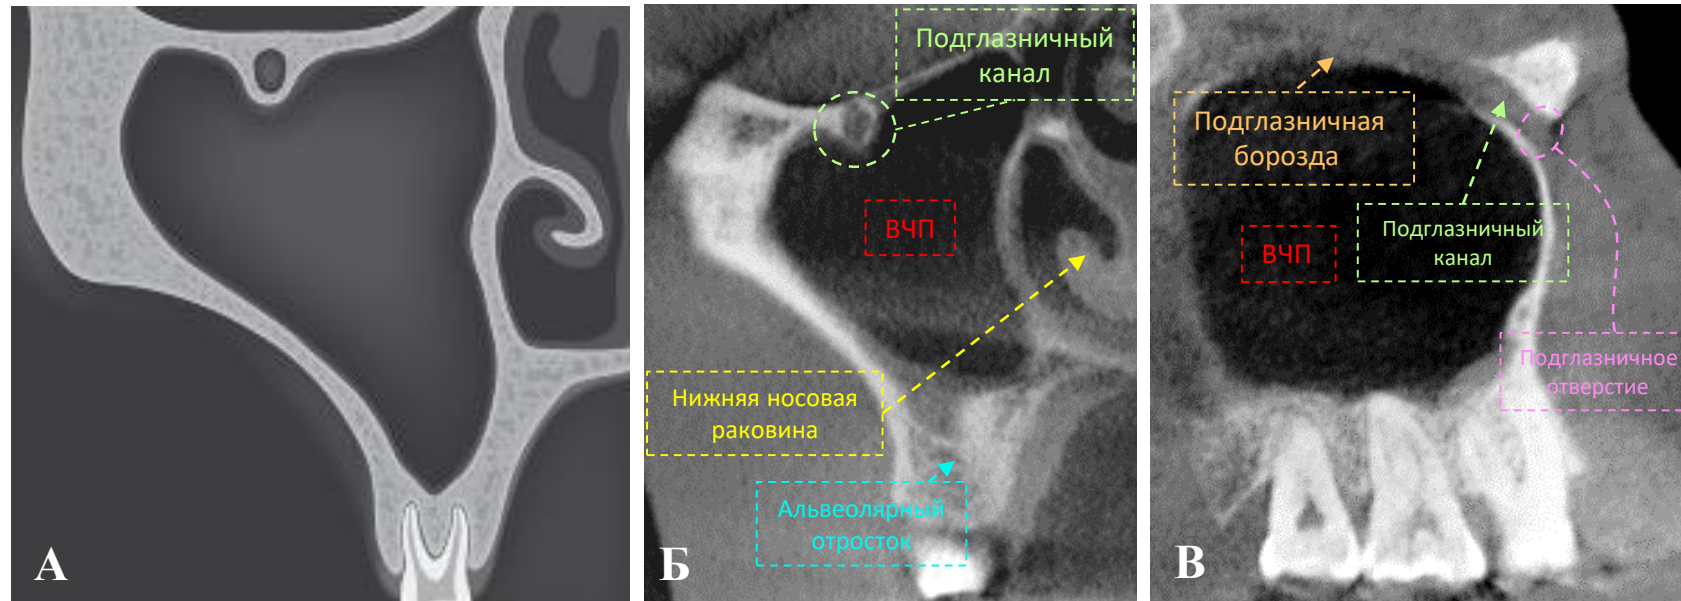 А
Подглазничный
канал
ВЧП
Нижняя носовая
раковина
Альвеолярный
отросток
Б
Подглазничная
борозда
ВЧП
Подглазничный
канал
Подглазничное
отверстие
В